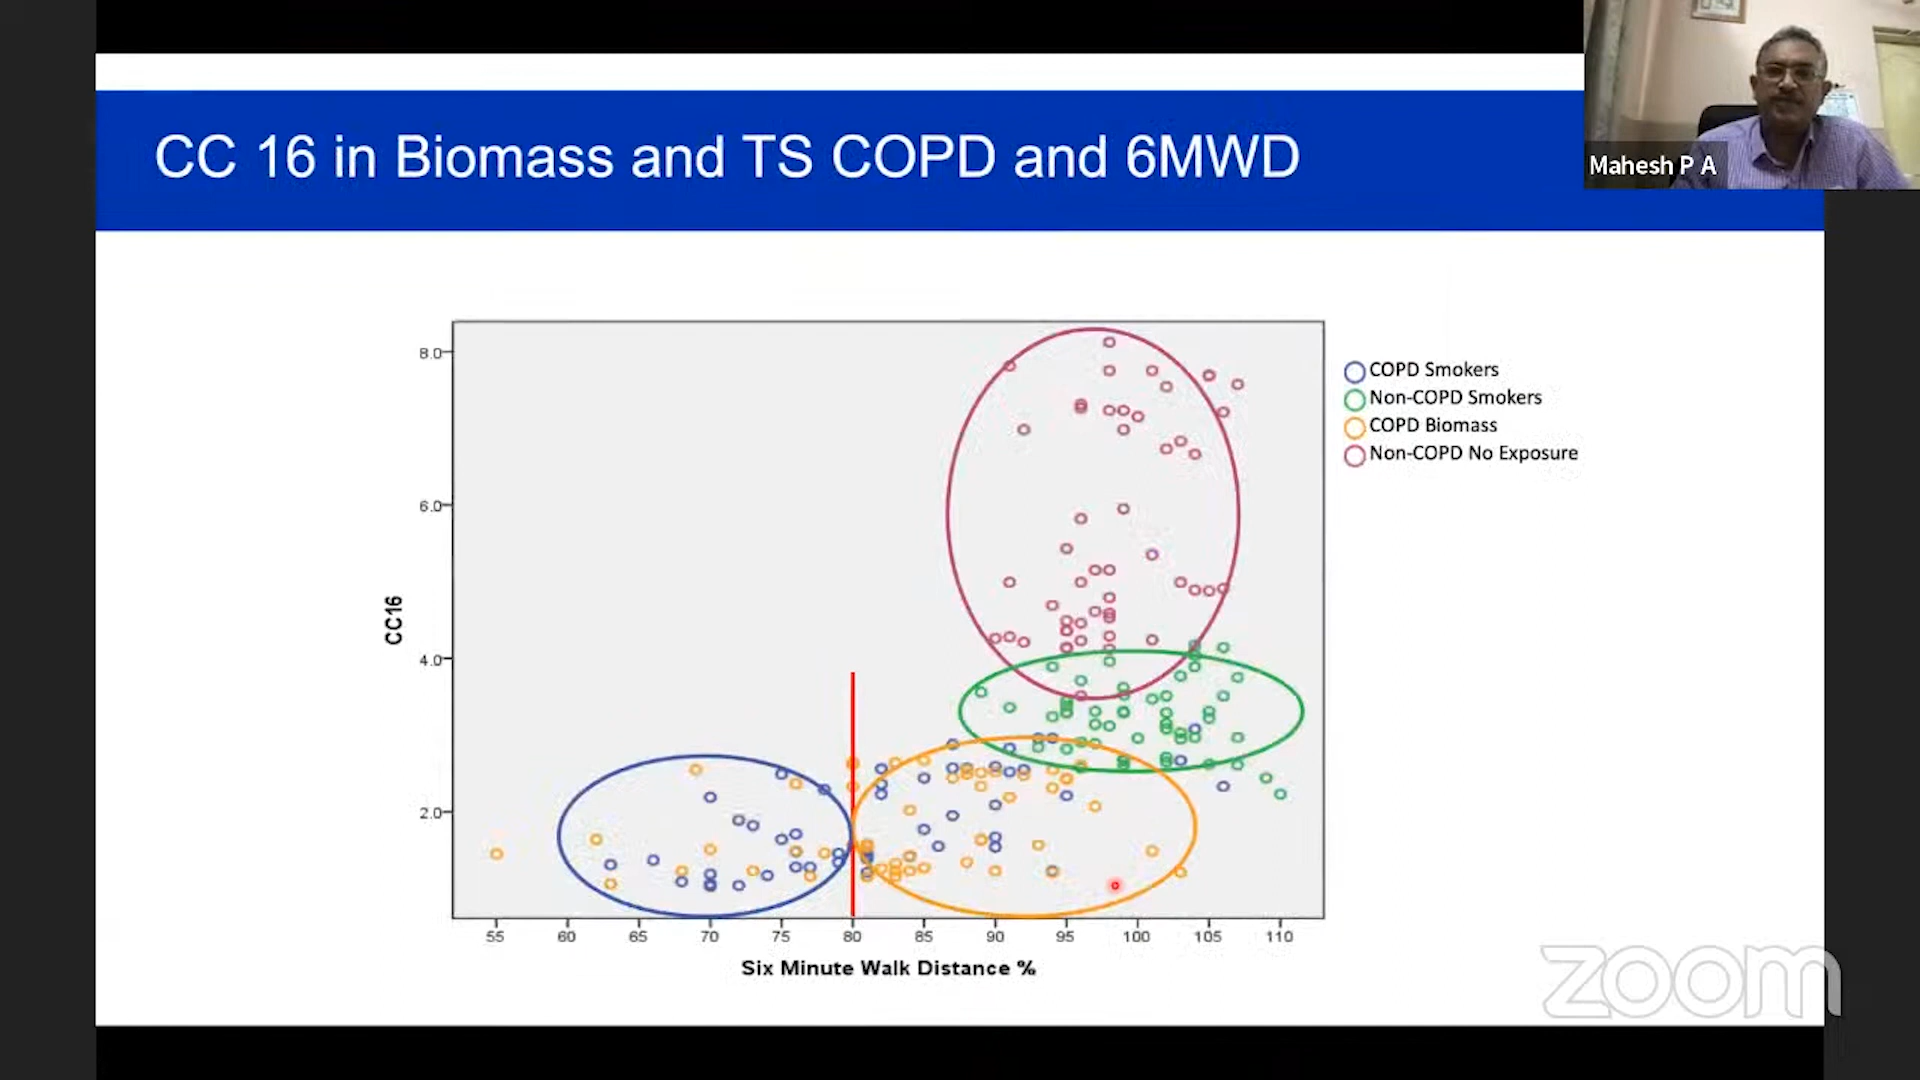 CC 16 in Biomass and TS COPD and 6MWD
Mahesh P A
8.0
6.0
4.0
2.0
CC16
COPD Smokers
Non-COPD Smokers
COPD Biomass
Non-COPD No Exposure
55 60 65 70 75 80 85 90 95 100 105 110
Six Minute Walk Distance %
zoom